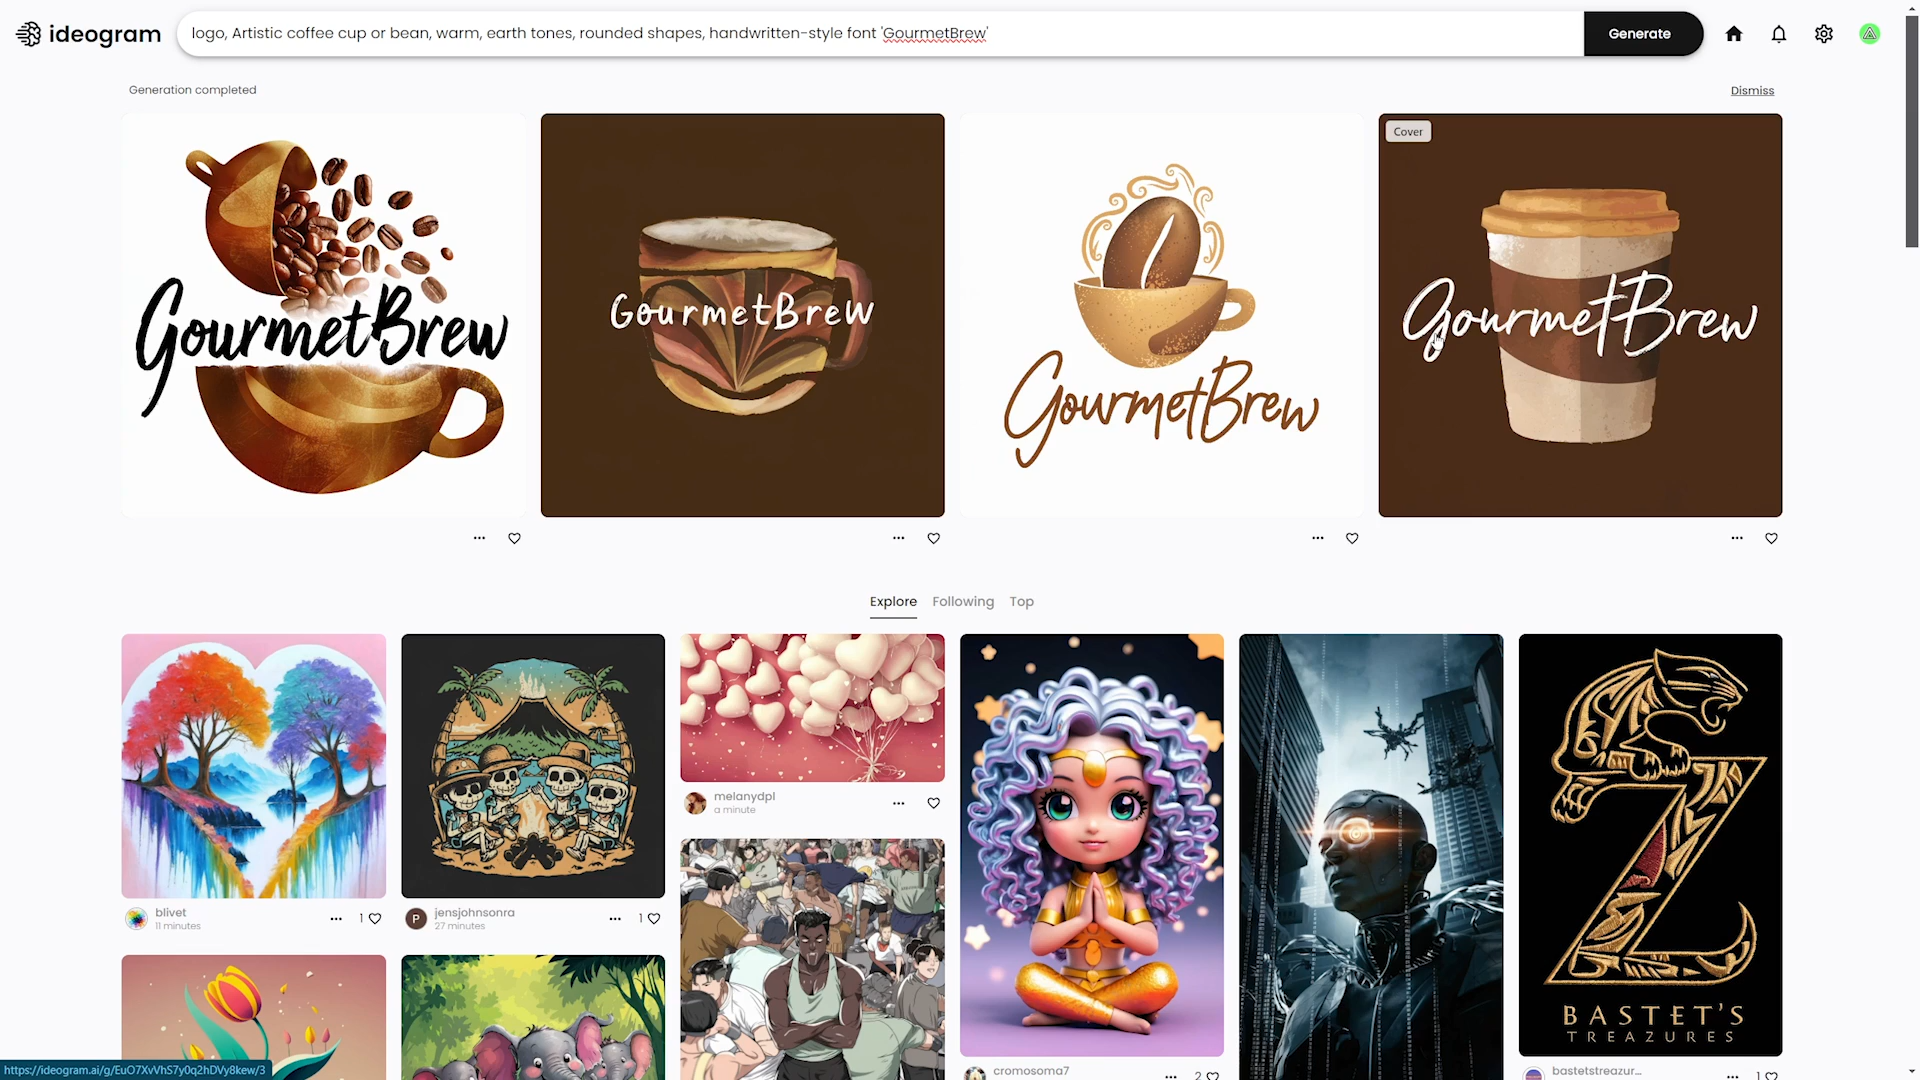 ideogram
logo, Artistic coffee cup or bean, warm, earth tones, rounded shapes, handwritten-style font 'GourmetBrew'
Generate
Generation completed
Dismiss
GourmetBrew
GourmetBrew
GourmetBrew
Cover
GourmetBrew
Explore
Following
Top
blivet
11 minutes
1
P
jensjohnsonra
27 minutes
1
melanydpl
a minute
cromosoma7
2
BASTET'S
TREAZURES
bastetstreazur...
1
https://ideogram.ai/g/EuO7XvVhS7y0q2hDVy8kew/3